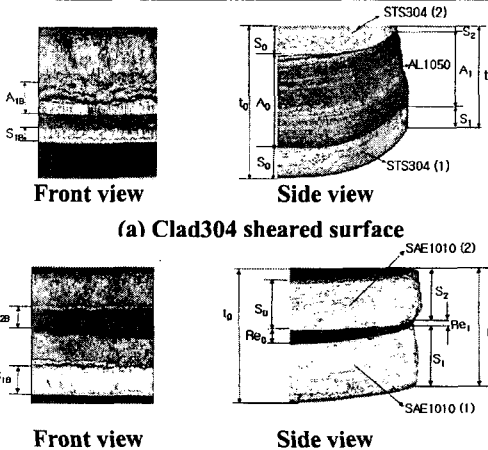 STS304 (2)
S₀
S₂
AL1050
A₁
A₁B
t₀
A₀
t
S₁B
S₁
S₀
STS304 (1)
Front view
Side view
(a) Clad304 sheared surface
SAE1010 (2)
S₀
S₂
2B
t₀
Re₀
Re₁
S₁
1B
SAE1010 (1)
Front view
Side view